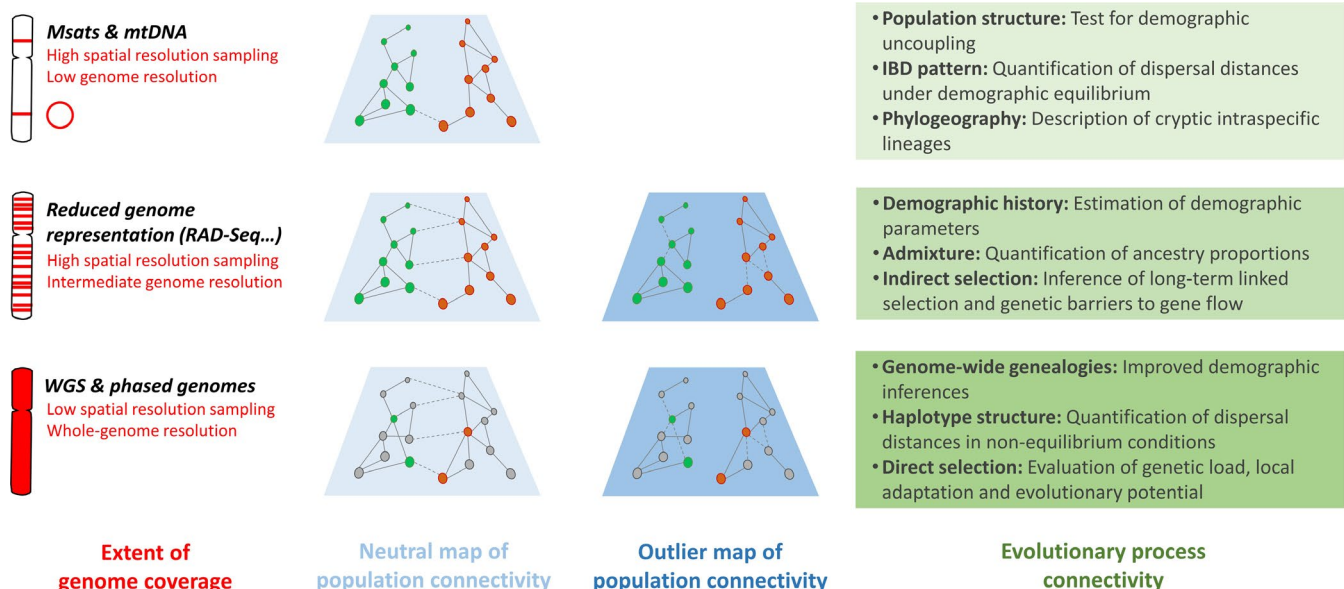 Msats & mtDNA
High spatial resolution sampling
Low genome resolution
• Population structure: Test for demographic
uncoupling
• IBD pattern: Quantification of dispersal distances
under demographic equilibrium
• Phylogeography: Description of cryptic intraspecific
lineages
Reduced genome
representation (RAD-Seq...)
High spatial resolution sampling
Intermediate genome resolution
• Demographic history: Estimation of demographic
parameters
• Admixture: Quantification of ancestry proportions
• Indirect selection: Inference of long-term linked
selection and genetic barriers to gene flow
WGS & phased genomes
Low spatial resolution sampling
Whole-genome resolution
• Genome-wide genealogies: Improved demographic
inferences
• Haplotype structure: Quantification of dispersal
distances in non-equilibrium conditions
• Direct selection: Evaluation of genetic load, local
adaptation and evolutionary potential
Extent of
genome coverage
Neutral map of
population connectivity
Outlier map of
population connectivity
Evolutionary process
connectivity